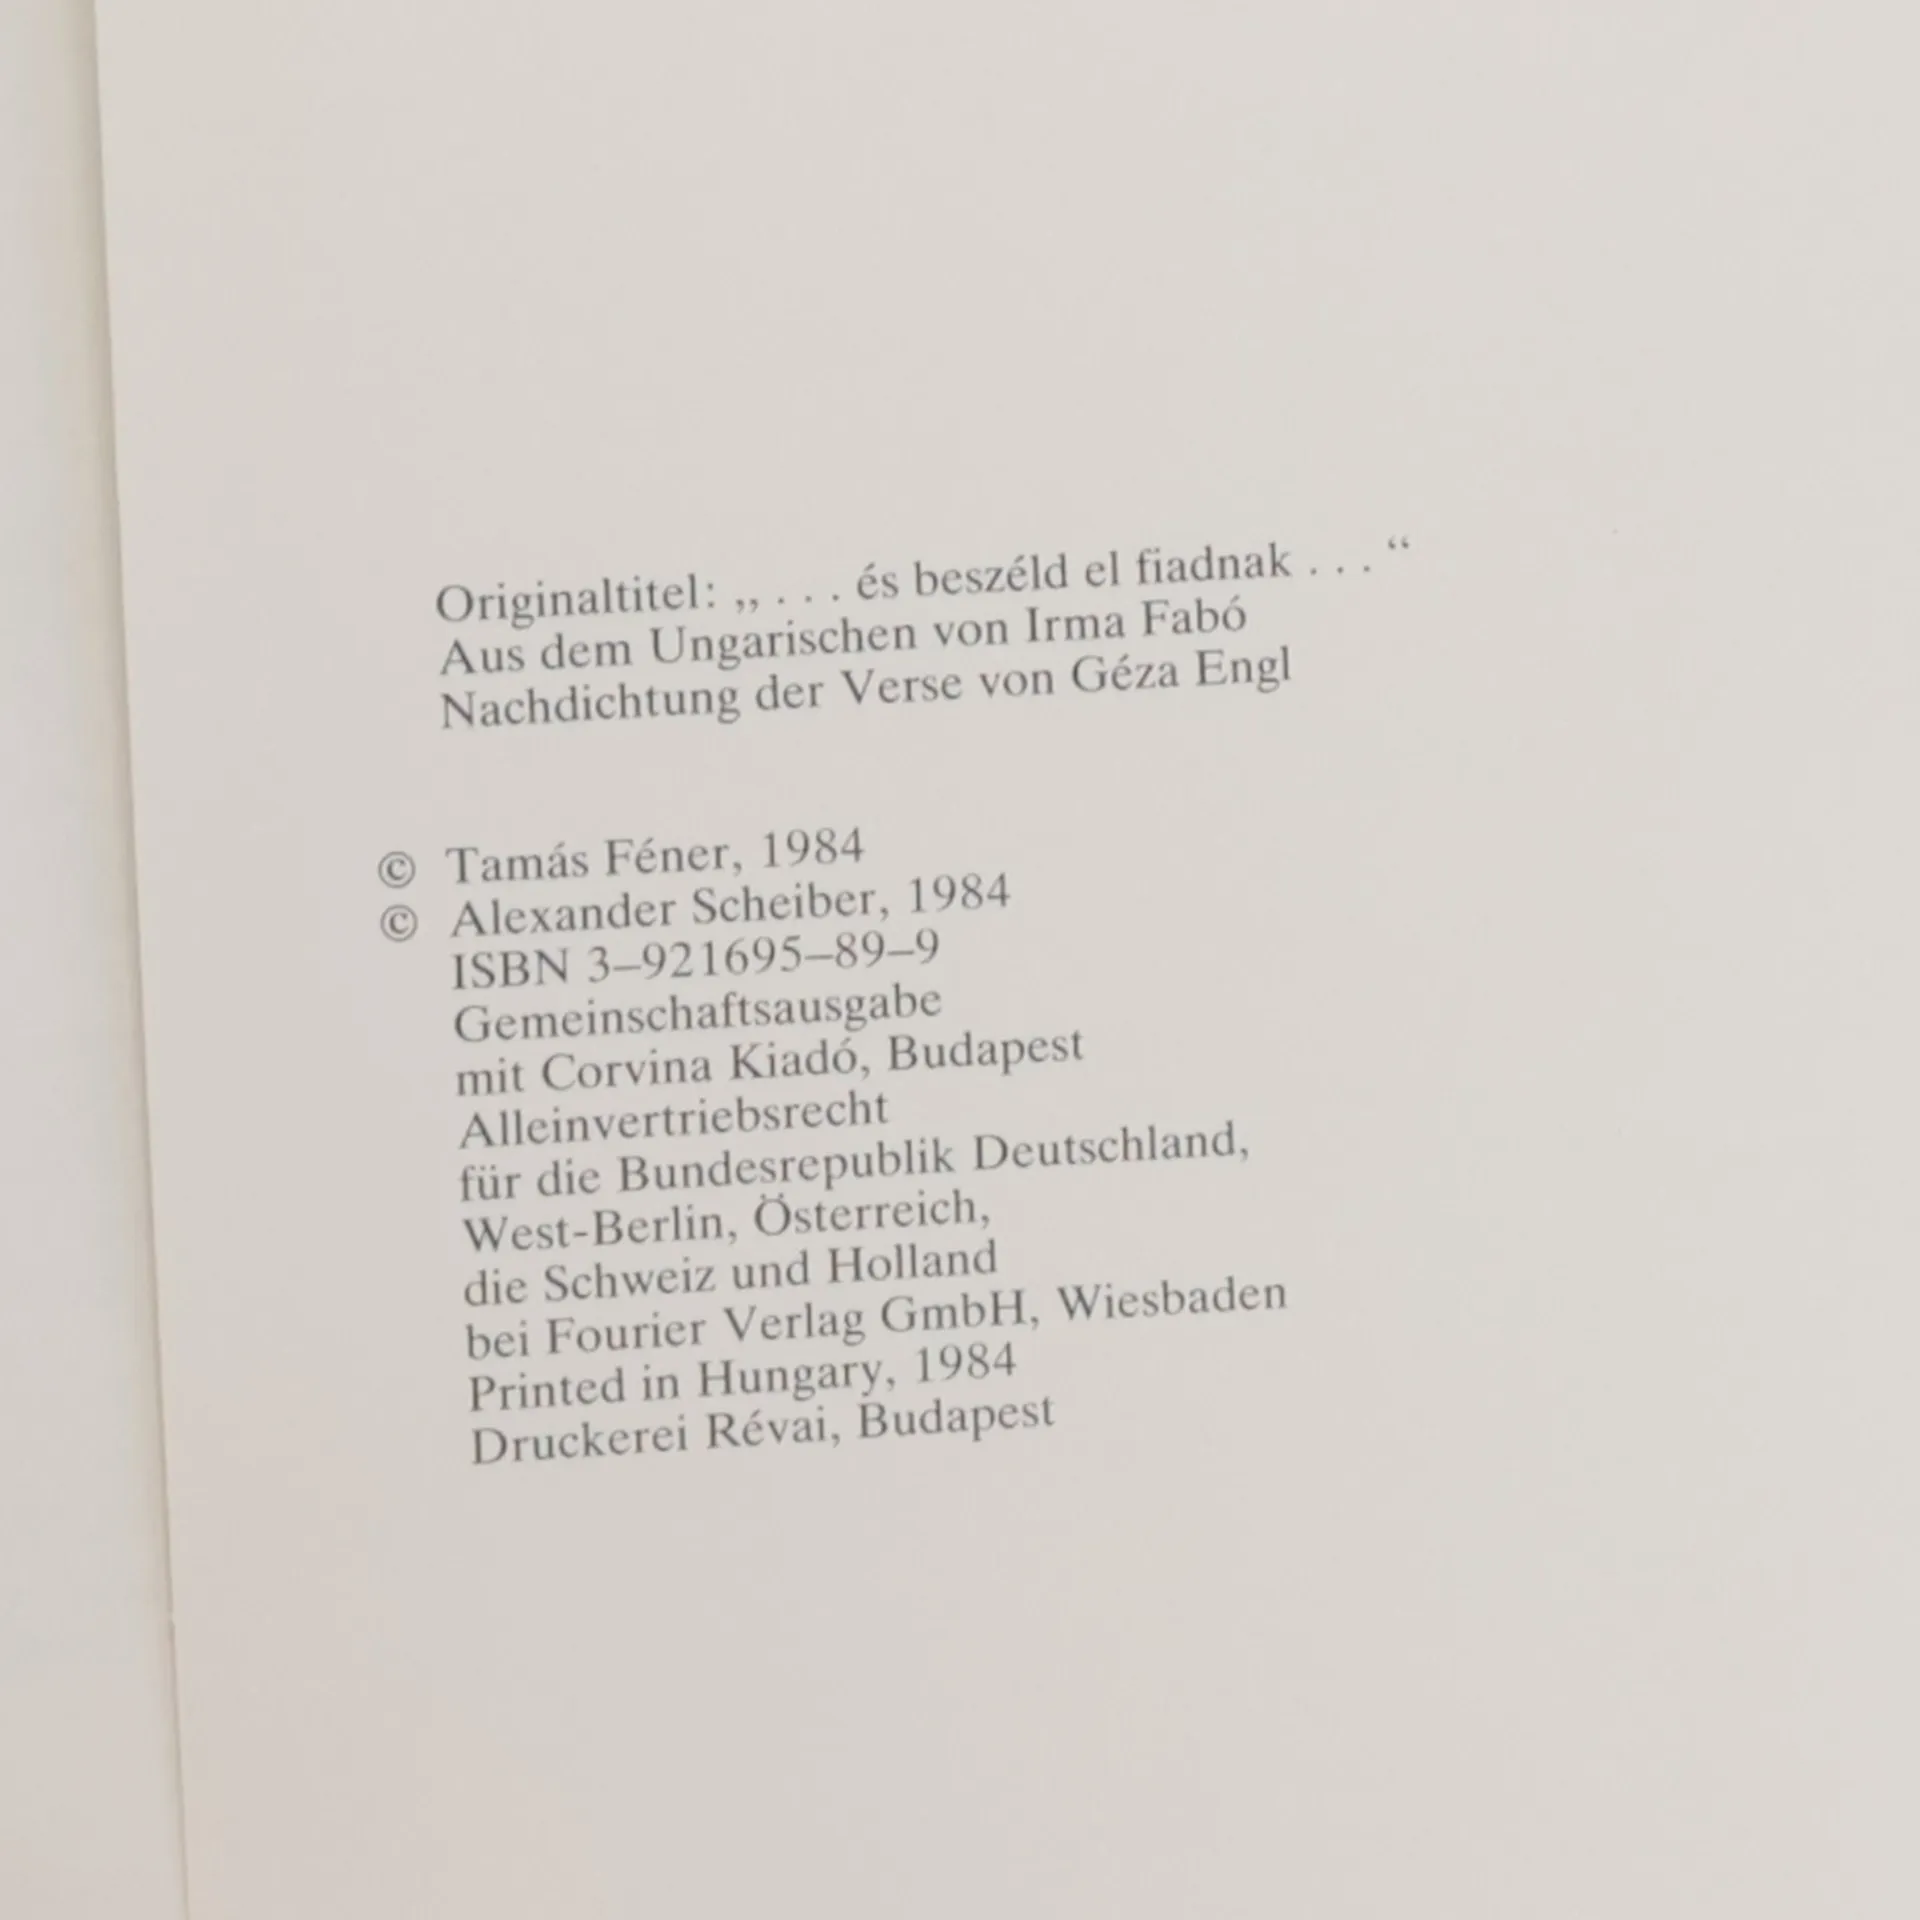 Originaltitel: „ . . . és beszéld el fiadnak . . . “
Aus dem Ungarischen von Irma Fabó
Nachdichtung der Verse von Géza Engl
© Tamás Féner, 1984
© Alexander Scheiber, 1984
ISBN 3–921695–89–9
Gemeinschaftsausgabe
mit Corvina Kiadó, Budapest
Alleinvertriebsrecht
für die Bundesrepublik Deutschland,
West-Berlin, Österreich,
die Schweiz und Holland
bei Fourier Verlag GmbH, Wiesbaden
Printed in Hungary, 1984
Druckerei Révai, Budapest